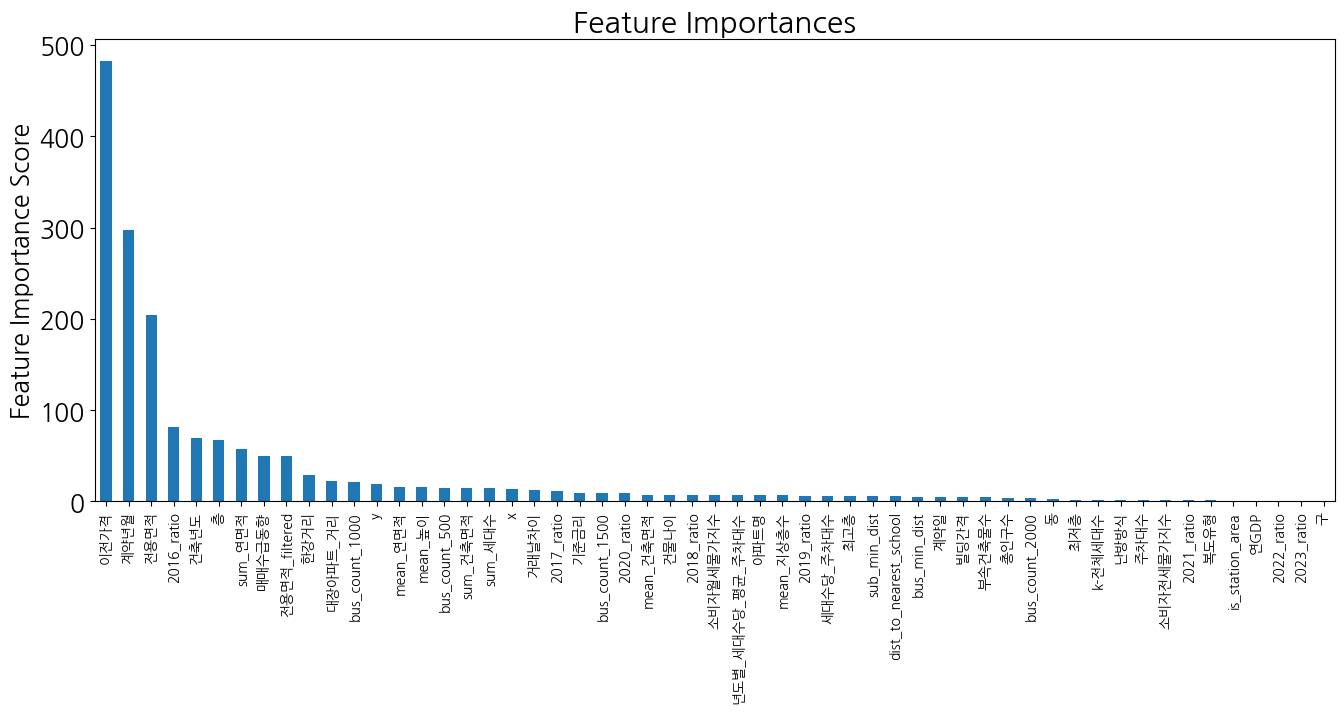 Feature Importances
Feature Importance Score
500
400
300
200
100
0
이전가격
계약년월
전용면적
2016_ratio
건축년도
층
sum_연면적
매매수급동향
전용면적_filtered
한강거리
대장아파트_거리
bus_count_1000
y
mean_연면적
mean_높이
bus_count_500
sum_건축면적
sum_세대수
x
거래날차이
2017_ratio
기준금리
bus_count_1500
2020_ratio
mean_건축면적
건물나이
2018_ratio
소비자월세물가지수
년도별_세대수당_평균_주차대수
아파트명
mean_지상층수
2019_ratio
세대수당_주차대수
최고층
sub_min_dist
dist_to_nearest_school
bus_min_dist
계약일
빌딩간격
부속건축물수
총인구수
bus_count_2000
동
최저층
k-전체세대수
난방방식
주차대수
소비자전세물가지수
2021_ratio
복도유형
is_station_area
연GDP
2022_ratio
2023_ratio
구